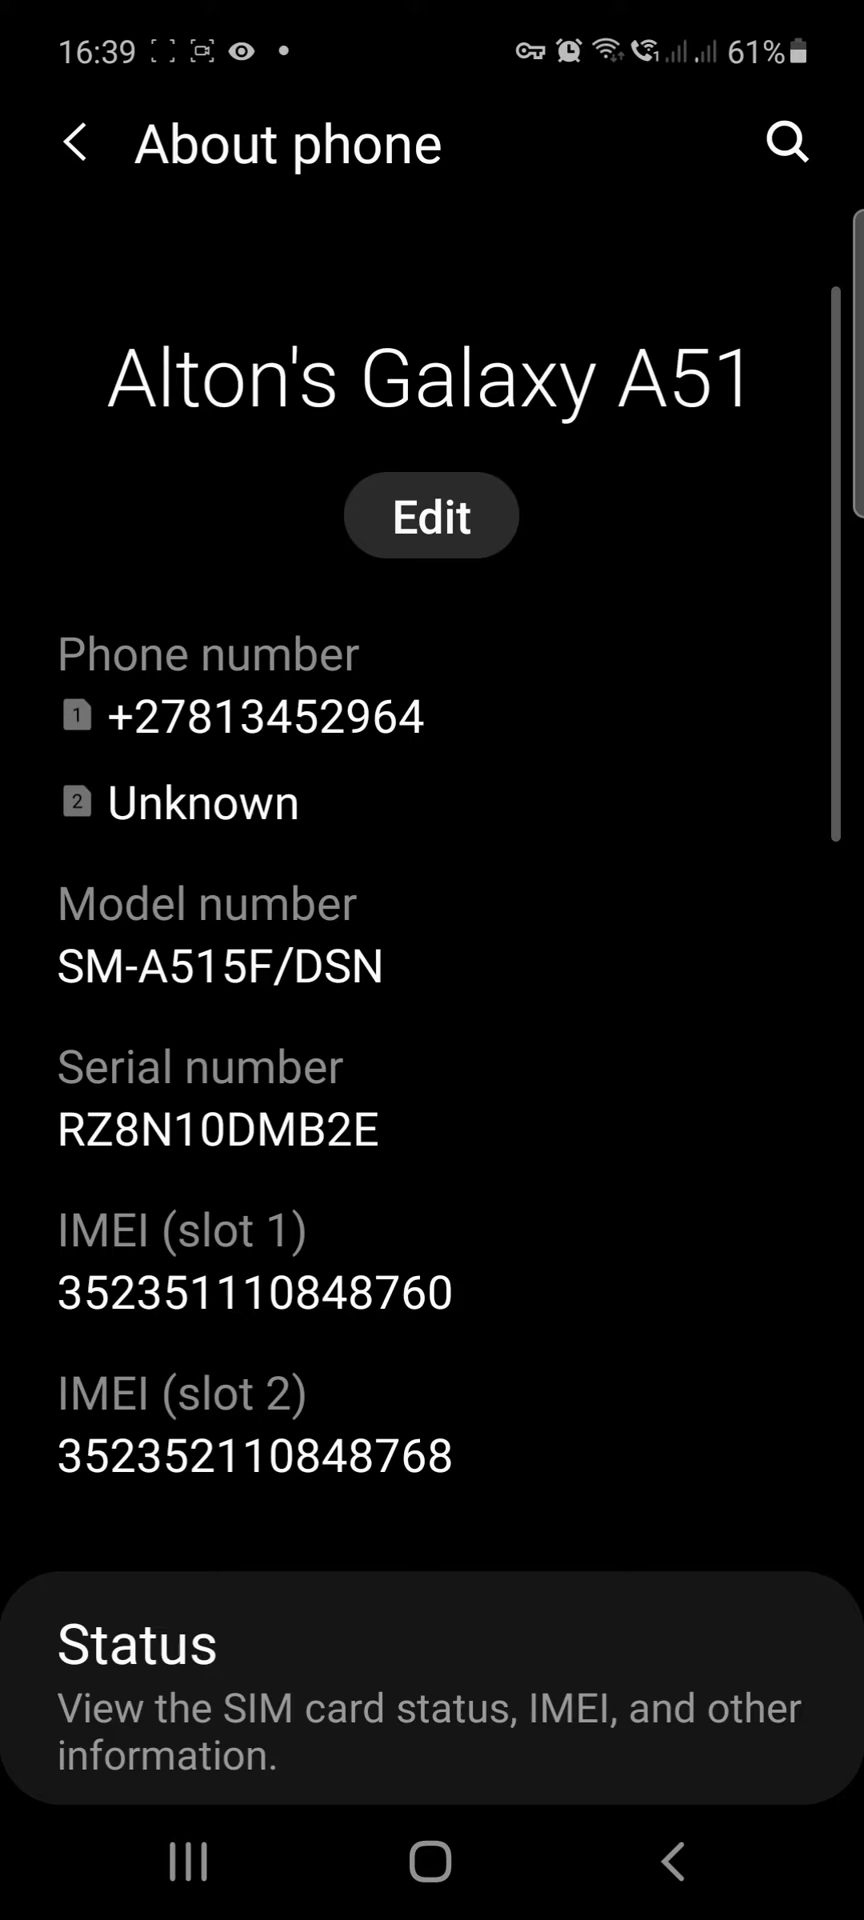 16:39 61%
About phone
Alton's Galaxy A51
Edit
Phone number
1 +27813452964
2 Unknown
Model number
SM-A515F/DSN
Serial number
RZ8N10DMB2E
IMEI (slot 1)
352351110848760
IMEI (slot 2)
352352110848768
Status
View the SIM card status, IMEI, and other
information.